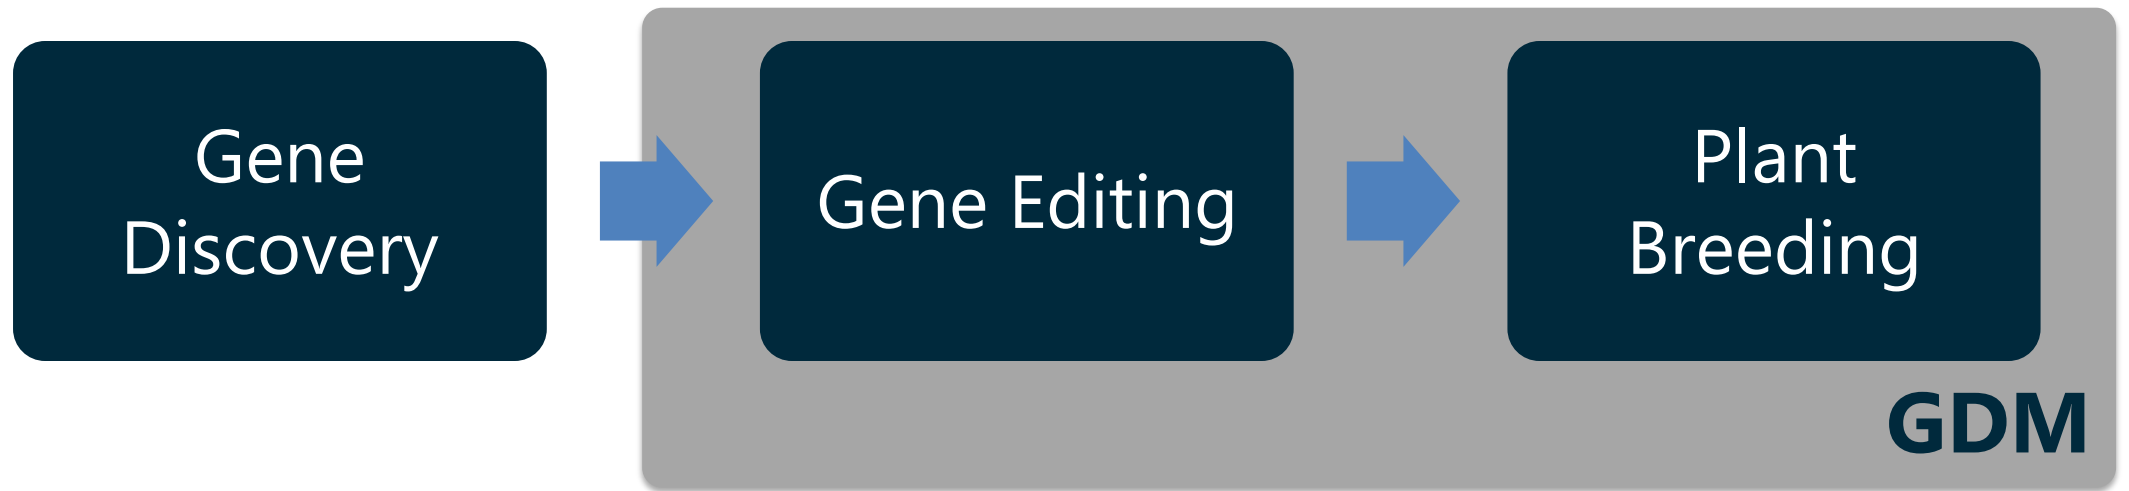 Gene
Discovery
Gene Editing
Plant
Breeding
GDM